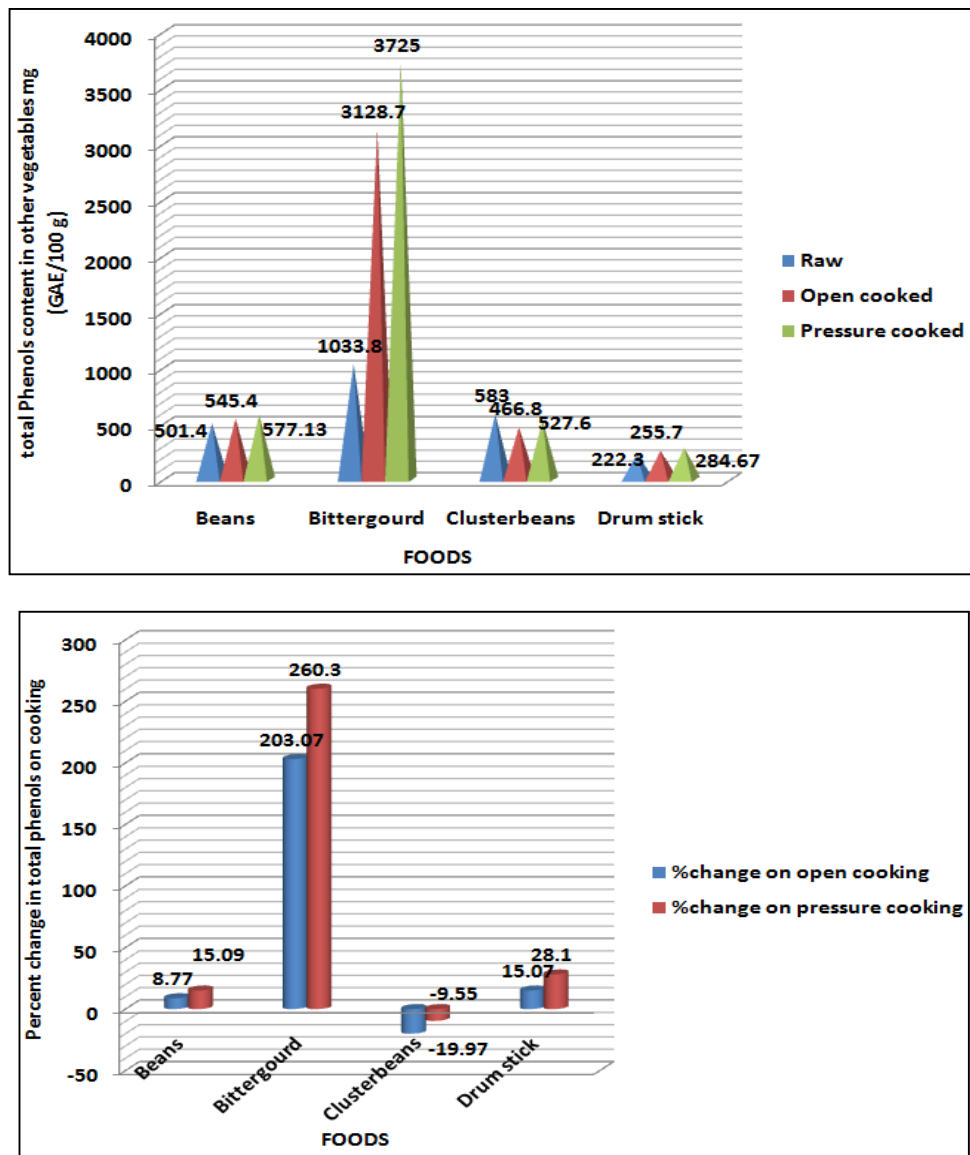 total Phenols content in other vegetables mg
(GAE/100 g)
4000
3500
3000
2500
2000
1500
1000
500
0
3725
3128.7
1033.8
501.4
545.4
577.13
583
466.8
527.6
222.3
255.7
284.67
Beans
Bittergourd
Clusterbeans
Drum stick
FOODS
Raw
Open cooked
Pressure cooked
Percent change in total phenols on cooking
300
250
200
150
100
50
0
-50
8.77
15.09
203.07
260.3
-9.55
-19.97
15.07
28.1
Beans
Bittergourd
Clusterbeans
Drum stick
FOODS
%change on open cooking
%change on pressure cooking